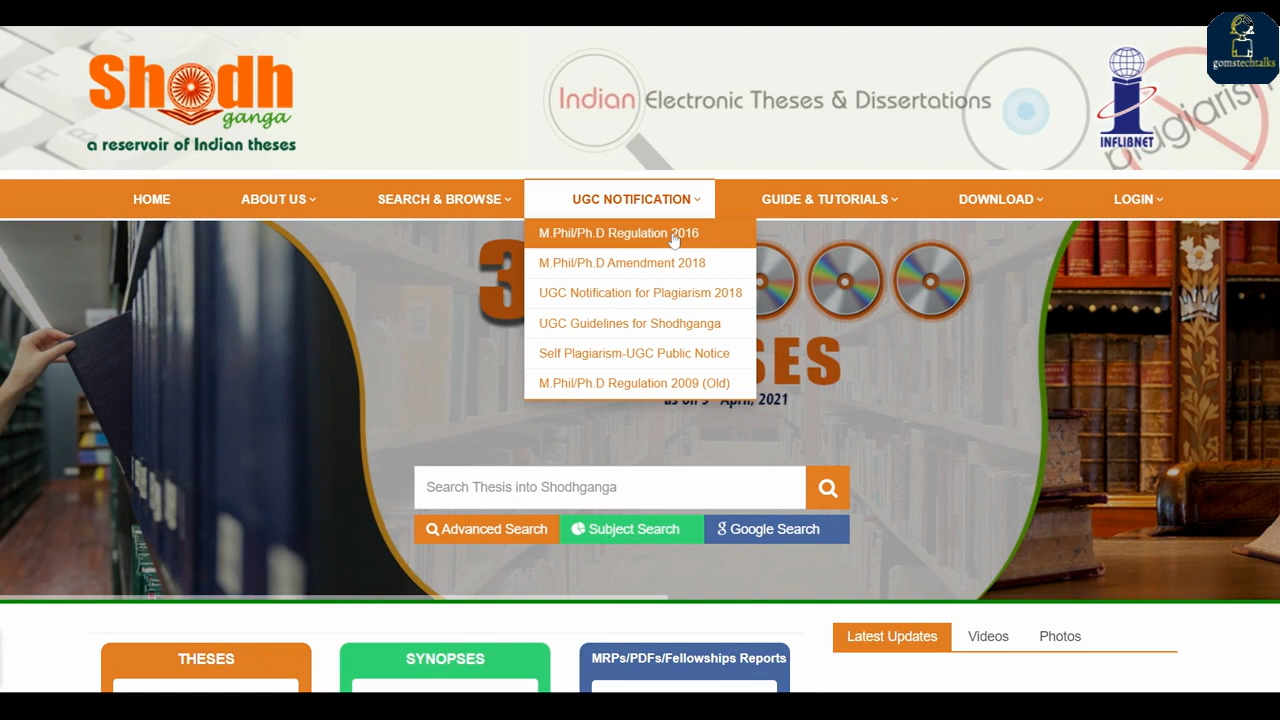 gomstechtalks
Shodh
ganga
a reservoir of Indian theses
Indian Electronic Theses & Dissertations
INFLIBNET
plagiarism
HOME
ABOUT US
SEARCH & BROWSE
UGC NOTIFICATION
GUIDE & TUTORIALS
DOWNLOAD
LOGIN
M.Phil/Ph.D Regulation 2016
M.Phil/Ph.D Amendment 2018
UGC Notification for Plagiarism 2018
UGC Guidelines for Shodhganga
Self Plagiarism-UGC Public Notice
M.Phil/Ph.D Regulation 2009 (Old)
3
SES
April, 2021
Search Thesis into Shodhganga
Advanced Search
Subject Search
Google Search
Latest Updates
Videos
Photos
THESES
SYNOPSES
MRPs/PDFs/Fellowships Reports